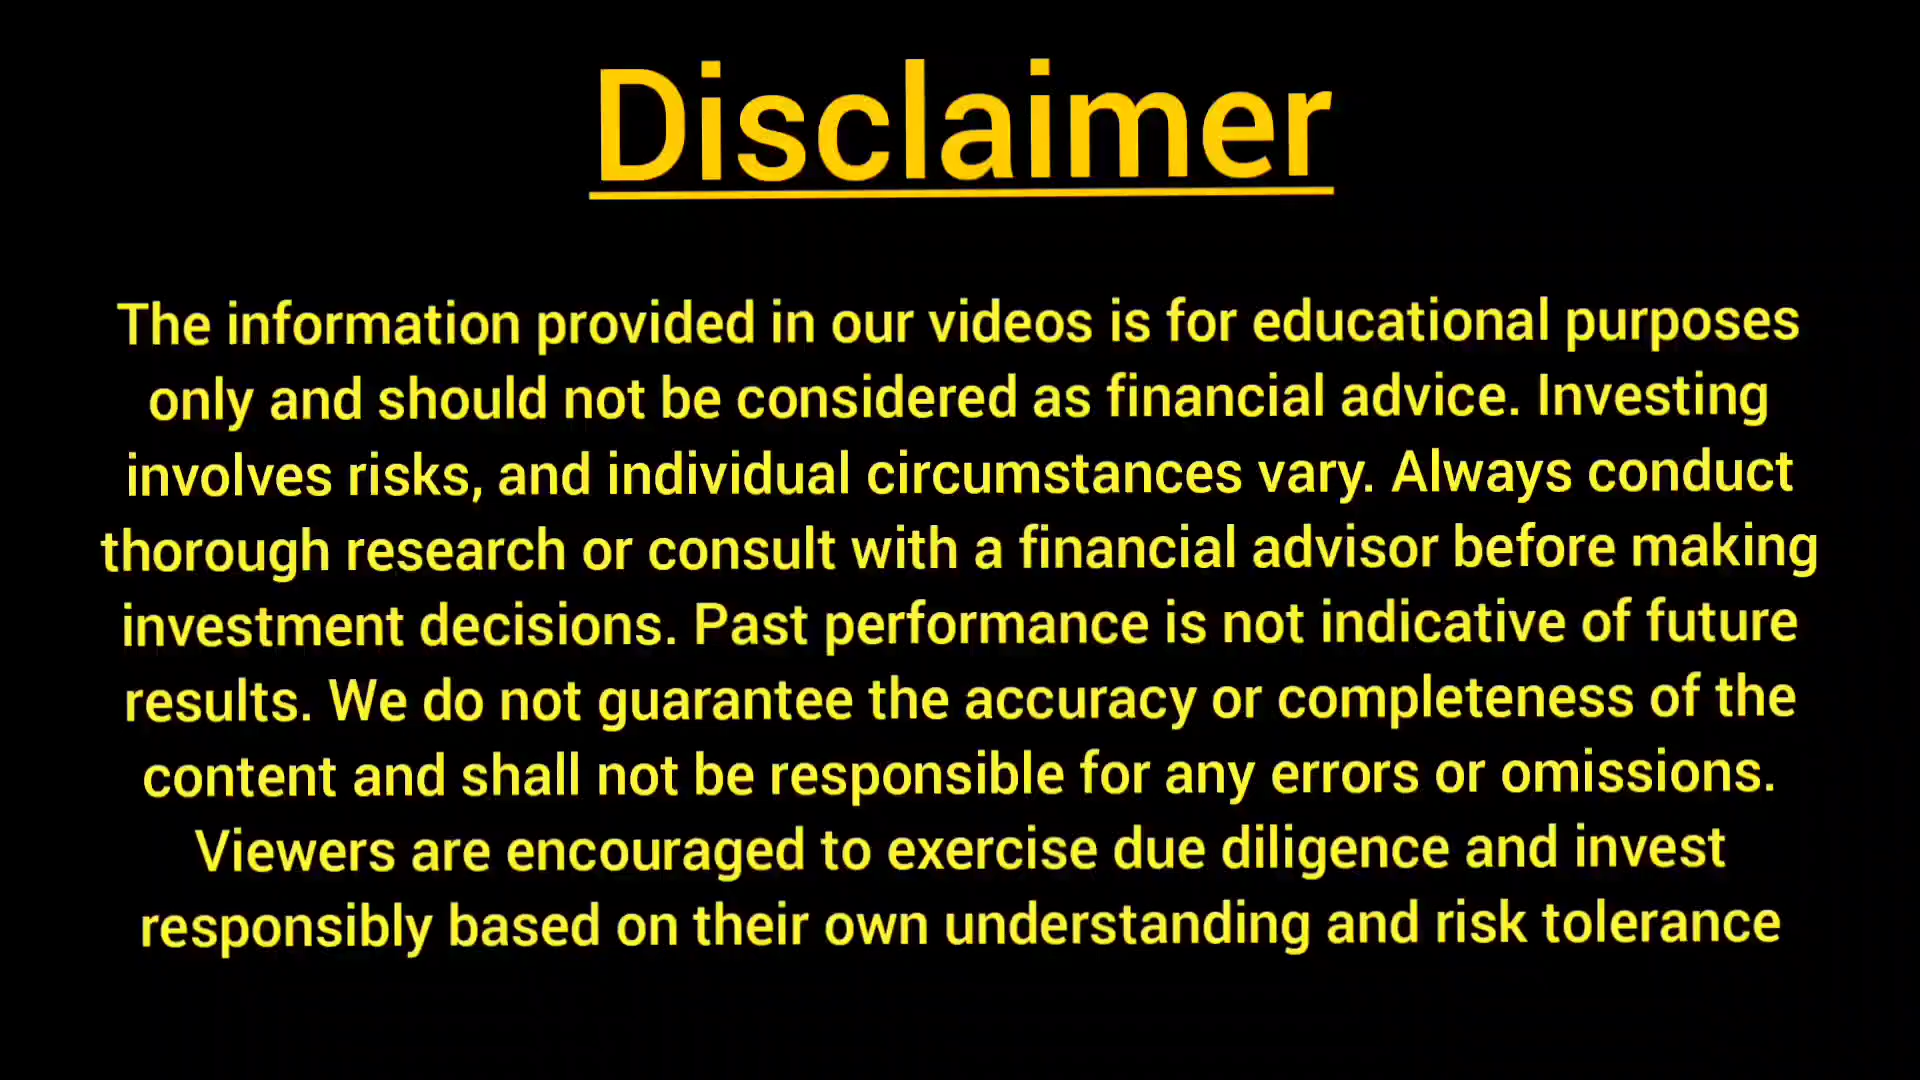 Disclaimer
The information provided in our videos is for educational purposes
only and should not be considered as financial advice. Investing
involves risks, and individual circumstances vary. Always conduct
thorough research or consult with a financial advisor before making
investment decisions. Past performance is not indicative of future
results. We do not guarantee the accuracy or completeness of the
content and shall not be responsible for any errors or omissions.
Viewers are encouraged to exercise due diligence and invest
responsibly based on their own understanding and risk tolerance